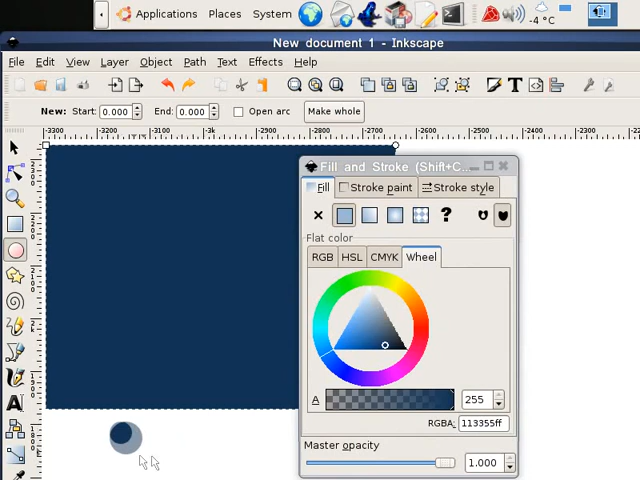 Applications Places System -4 °C
New document 1 - Inkscape
File Edit View Layer Object Path Text Effects Help
New: Start: 0.000 End: 0.000 Open arc Make whole
-3300 -3200 -3100 -3k -2900 -2800 -2700 -2600 -2500 -2400 -2300 -22
Fill and Stroke (Shift+C...
Fill Stroke paint Stroke style
?
Flat color
RGB HSL CMYK Wheel
A 255
RGBA: 113355ff
Master opacity
1.000